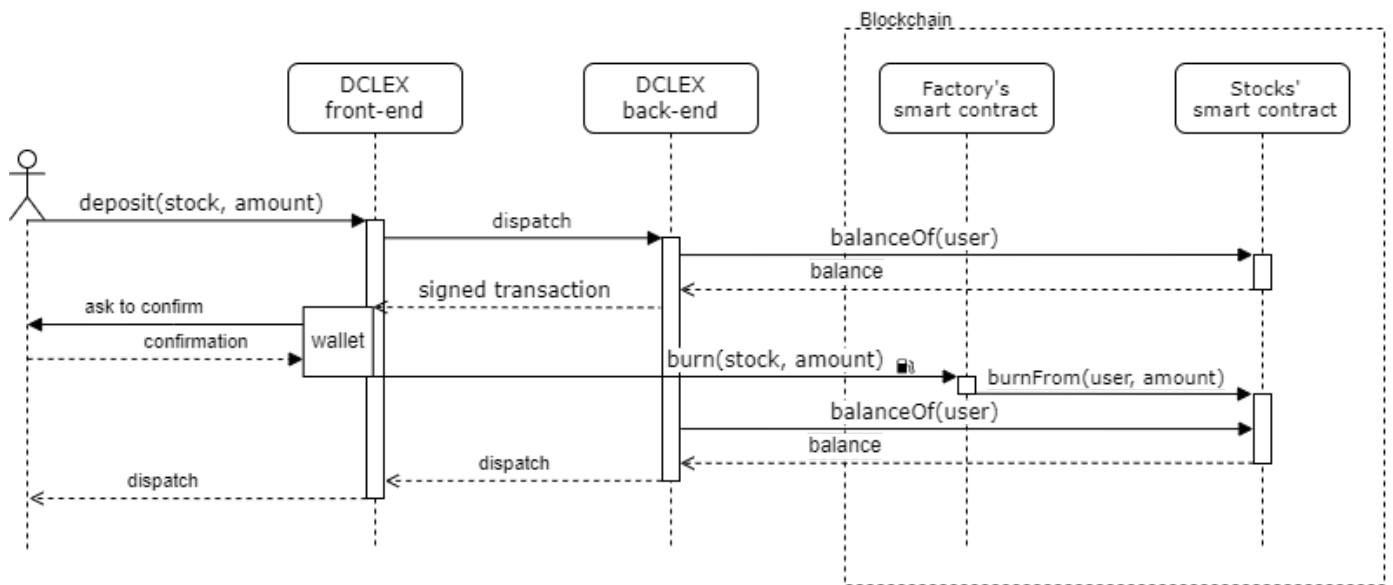 Blockchain
DCLEX
front-end
DCLEX
back-end
Factory's
smart contract
Stocks'
smart contract
deposit(stock, amount)
dispatch
balanceOf(user)
balance
signed transaction
ask to confirm
wallet
confirmation
burn(stock, amount)
burnFrom(user, amount)
balanceOf(user)
balance
dispatch
dispatch